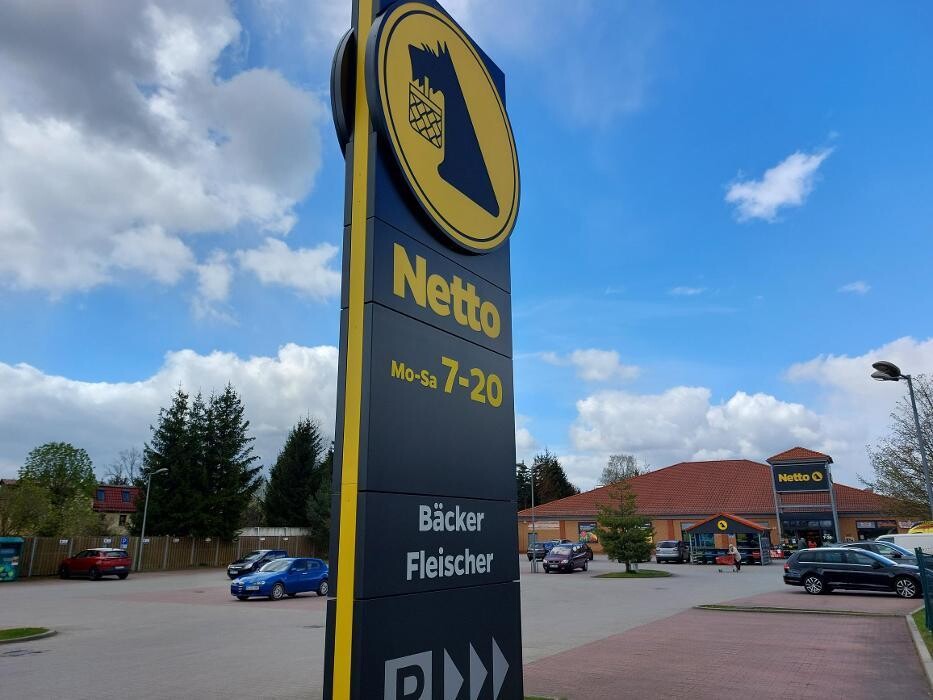 Netto
Mo-Sa 7-20
Bäcker
Fleischer
P
Netto